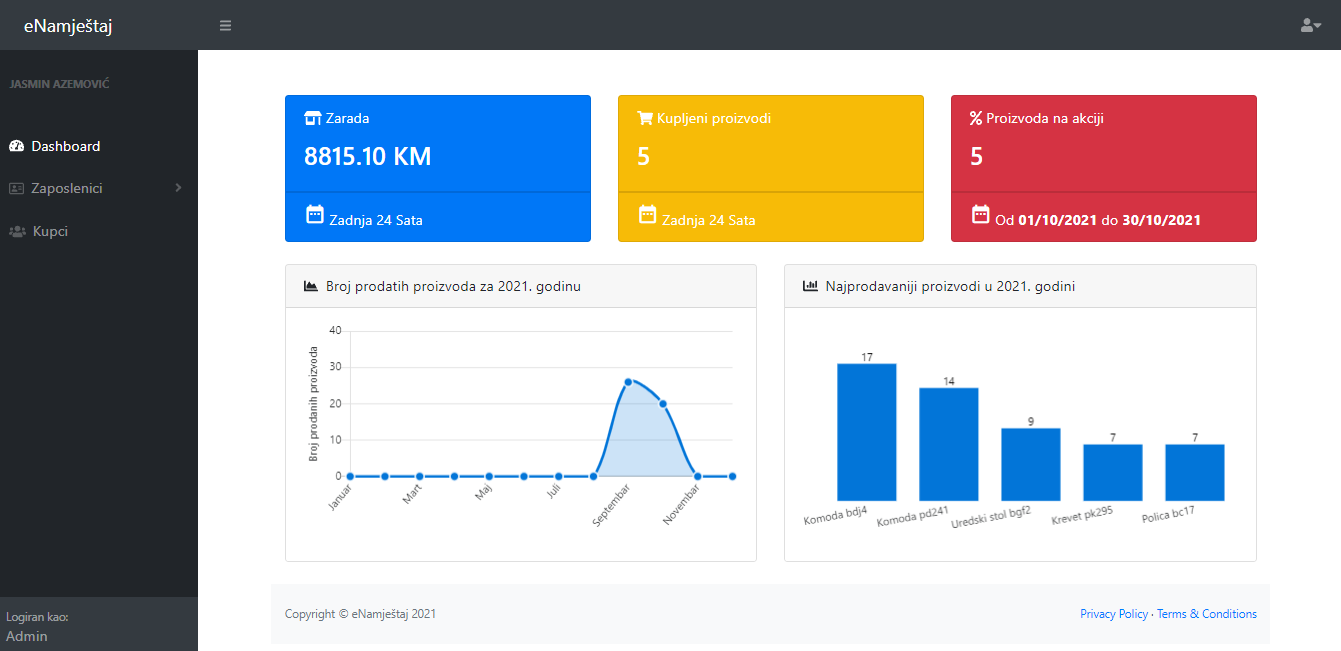 eNamještaj
JASMIN AZEMOVIĆ
Dashboard
Zaposlenici
Kupci
Logiran kao:
Admin
Zarada
8815.10 KM
Zadnja 24 Sata
Kupljeni proizvodi
5
Zadnja 24 Sata
Proizvoda na akciji
5
Od 01/10/2021 do 30/10/2021
Broj prodatih proizvoda za 2021. godinu
Broj prodanih proizvoda
40
30
20
10
0
Januar
Mart
Maj
Juli
Septembar
Novembar
Najprodavaniji proizvodi u 2021. godini
17
14
9
7
7
Komoda bdj4
Komoda pd241
Uredski stol bgf2
Krevet pk295
Polica bc17
Copyright © eNamještaj 2021
Privacy Policy · Terms & Conditions